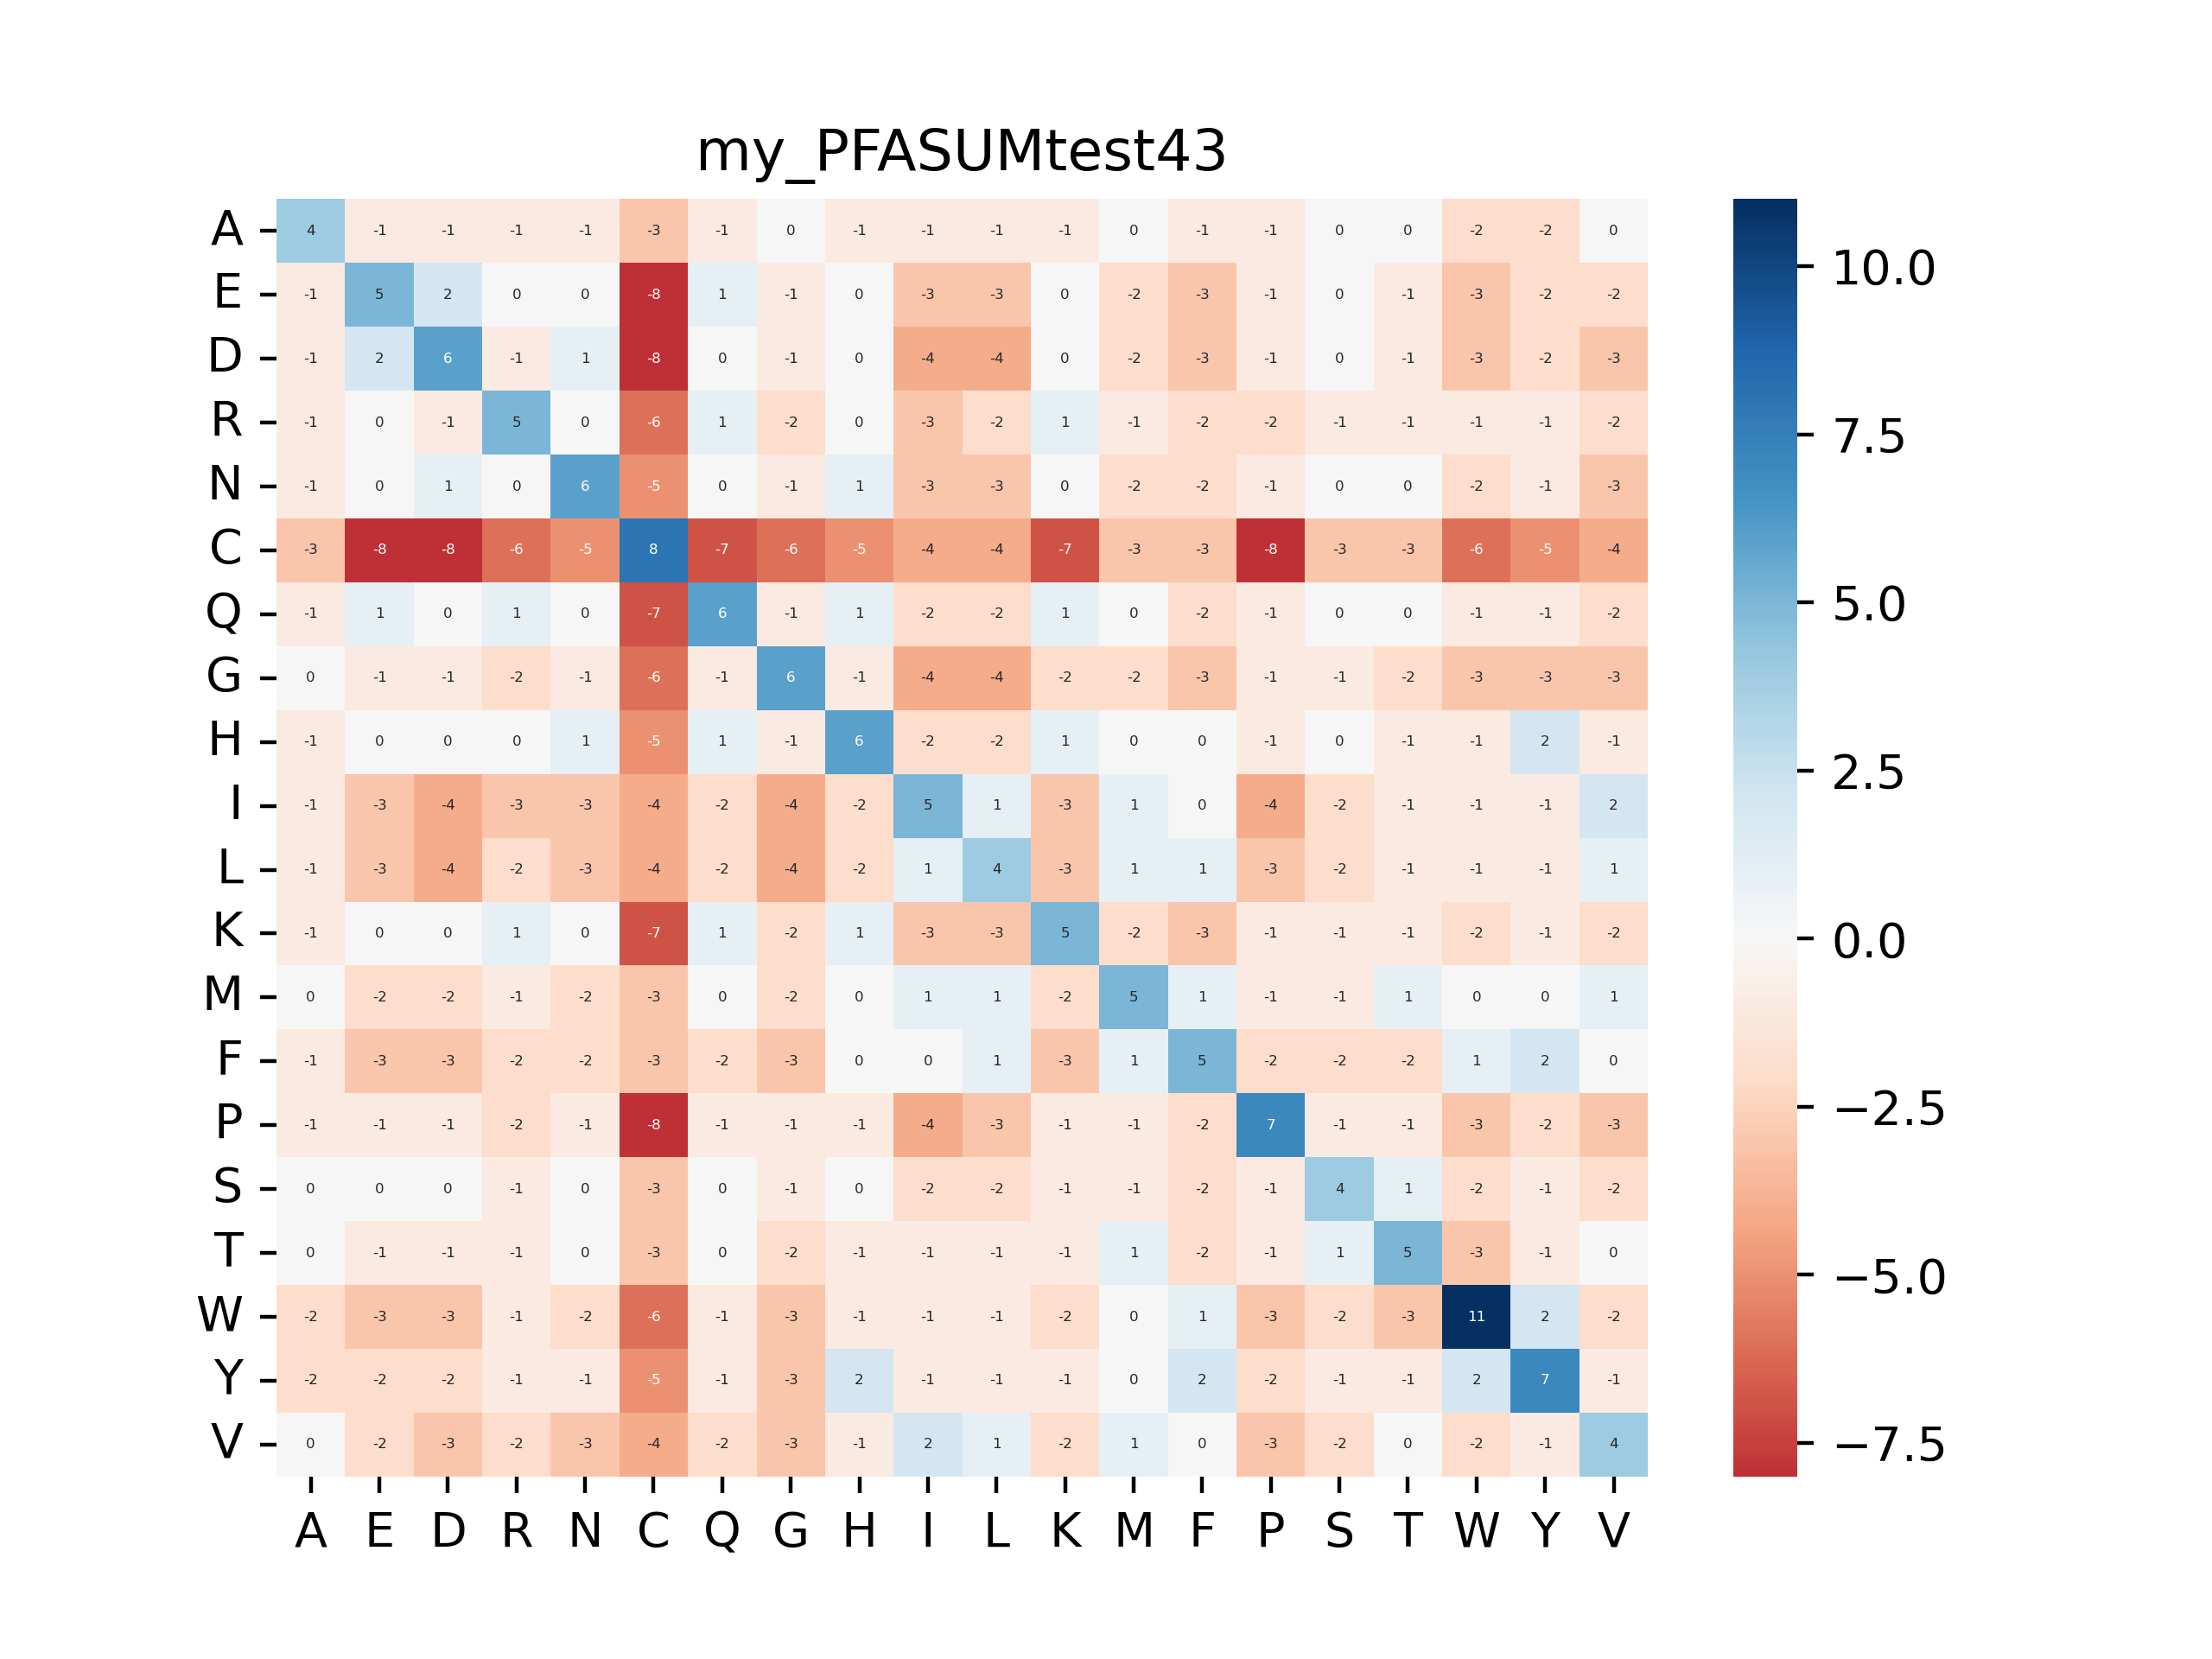 my_PFASUMtest43
A 4 -1 -1 -1 -1 -3 -1 0 -1 -1 -1 -1 0 -1 -1 0 0 -2 -2 0
E -1 5 2 0 0 -8 1 -1 0 -3 -3 0 -2 -3 -1 0 -1 -3 -2 -2
D -1 2 6 -1 1 -8 0 -1 0 -4 -4 0 -2 -3 -1 0 -1 -3 -2 -3
R -1 0 -1 5 0 -6 1 -2 0 -3 -2 1 -1 -2 -2 -1 -1 -1 -1 -2
N -1 0 1 0 6 -5 0 -1 1 -3 -3 0 -2 -2 -1 0 0 -2 -1 -3
C -3 -8 -8 -6 -5 8 -7 -6 -5 -4 -4 -7 -3 -3 -8 -3 -3 -6 -5 -4
Q -1 1 0 1 0 -7 6 -1 1 -2 -2 1 0 -2 -1 0 0 -1 -1 -2
G 0 -1 -1 -2 -1 -6 -1 6 -1 -4 -4 -2 -2 -3 -1 -1 -2 -3 -3 -3
H -1 0 0 0 1 -5 1 -1 6 -2 -2 1 0 0 -1 0 -1 -1 2 -1
I -1 -3 -4 -3 -3 -4 -2 -4 -2 5 1 -3 1 0 -4 -2 -1 -1 -1 2
L -1 -3 -4 -2 -3 -4 -2 -4 -2 1 4 -3 1 1 -3 -2 -1 -1 -1 1
K -1 0 0 1 0 -7 1 -2 1 -3 -3 5 -2 -3 -1 -1 -1 -2 -1 -2
M 0 -2 -2 -1 -2 -3 0 -2 0 1 1 -2 5 1 -1 -1 1 0 0 1
F -1 -3 -3 -2 -2 -3 -2 -3 0 0 1 -3 1 5 -2 -2 -2 1 2 0
P -1 -1 -1 -2 -1 -8 -1 -1 -1 -4 -3 -1 -1 -2 7 -1 -1 -3 -2 -3
S 0 0 0 -1 0 -3 0 -1 0 -2 -2 -1 -1 -2 -1 4 1 -2 -1 -2
T 0 -1 -1 -1 0 -3 0 -2 -1 -1 -1 -1 1 -2 -1 1 5 -3 -1 0
W -2 -3 -3 -1 -2 -6 -1 -3 -1 -1 -1 -2 0 1 -3 -2 -3 11 2 -2
Y -2 -2 -2 -1 -1 -5 -1 -3 2 -1 -1 -1 0 2 -2 -1 -1 2 7 -1
V 0 -2 -3 -2 -3 -4 -2 -3 -1 2 1 -2 1 0 -3 -2 0 -2 -1 4
A E D R N C Q G H I L K M F P S T W Y V
10.0
7.5
5.0
2.5
0.0
−2.5
−5.0
−7.5